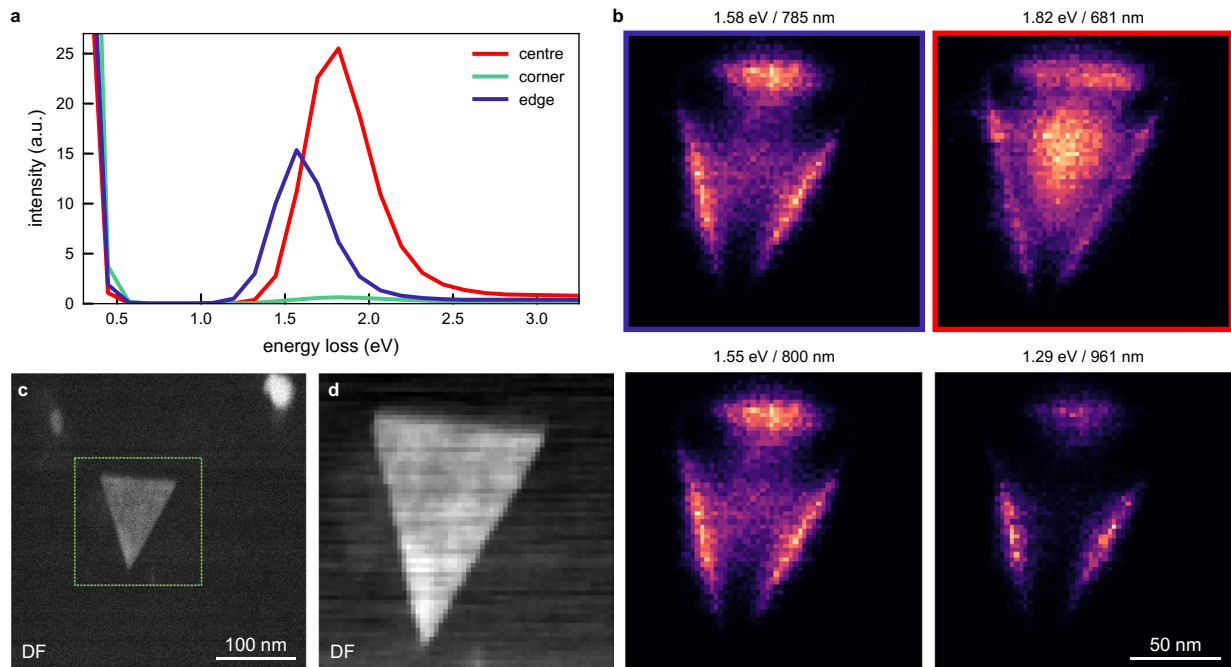 a
25
20
15
10
5
0
intensity (a.u.)
centre
corner
edge
0.5 1.0 1.5 2.0 2.5 3.0
energy loss (eV)
b
1.58 eV / 785 nm
1.82 eV / 681 nm
1.55 eV / 800 nm
1.29 eV / 961 nm
50 nm
c
DF
100 nm
d
DF